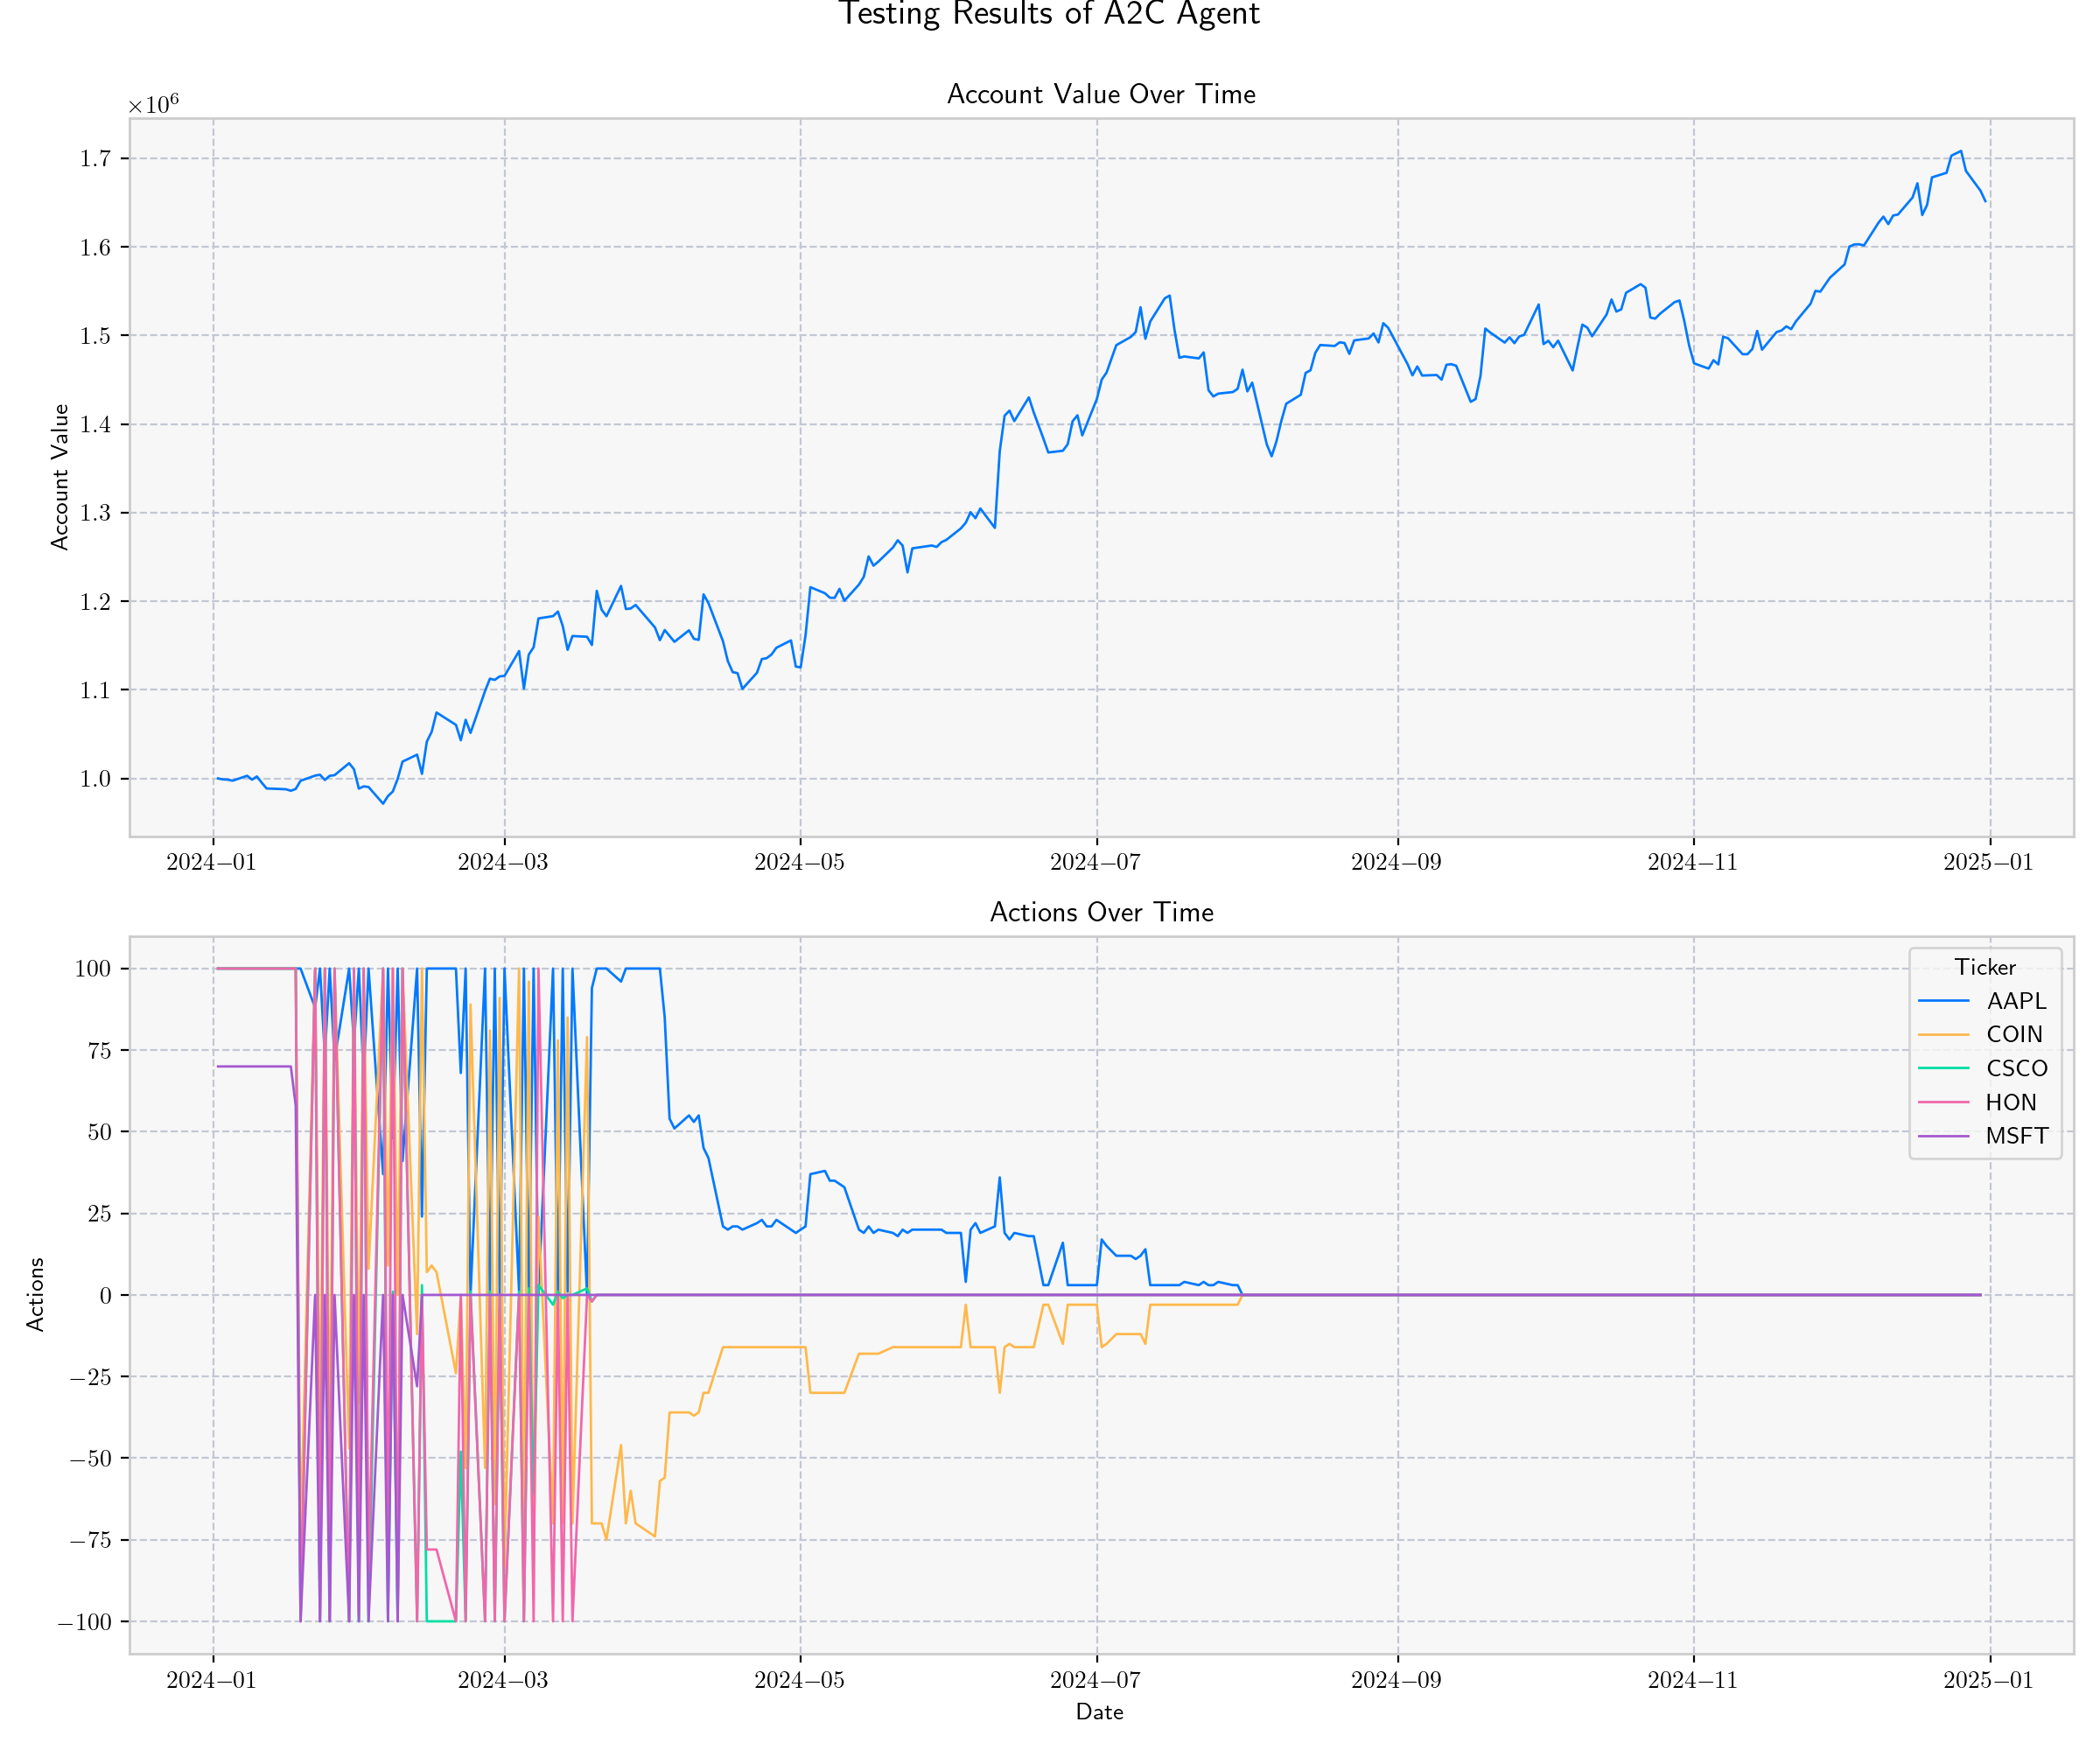 Testing Results of A2C Agent
Account Value Over Time
×10⁶
1.7
1.6
1.5
1.4
1.3
1.2
1.1
1.0
Account Value
2024−01 2024−03 2024−05 2024−07 2024−09 2024−11 2025−01
Actions Over Time
100
75
50
25
0
−25
−50
−75
−100
Actions
Ticker
AAPL
COIN
CSCO
HON
MSFT
2024−01 2024−03 2024−05 2024−07 2024−09 2024−11 2025−01
Date